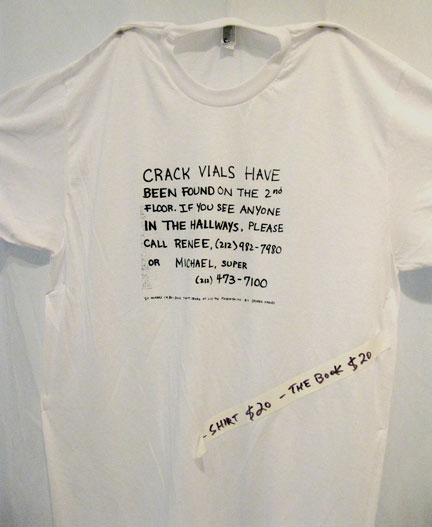 CRACK VIALS HAVE
BEEN FOUND ON THE 2nd
FLOOR. IF YOU SEE ANYONE
IN THE HALLWAYS, PLEASE
CALL RENEE, (212) 982-7980
OR MICHAEL, SUPER
(212) 473-7100
- SHIRT $20 - THE BOOK $20